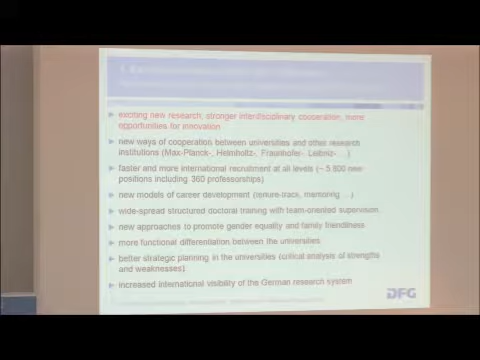 exciting new research, stronger interdisciplinary cooperation, more
opportunities for innovation
new ways of cooperation between universities and other research
institutions (Max-Planck-, Helmholtz-, Fraunhofer-, Leibniz- …)
faster and more international recruitment at all levels (~ 5.800 new
positions including 360 professorships)
new models of career development (tenure-track, mentoring …)
wide-spread structured doctoral training with team-oriented supervision
new approaches to promote gender equality and family friendliness
more functional differentiation between the universities
better strategic planning in the universities (critical analysis of strengths
and weaknesses)
increased international visibility of the German research system
DFG